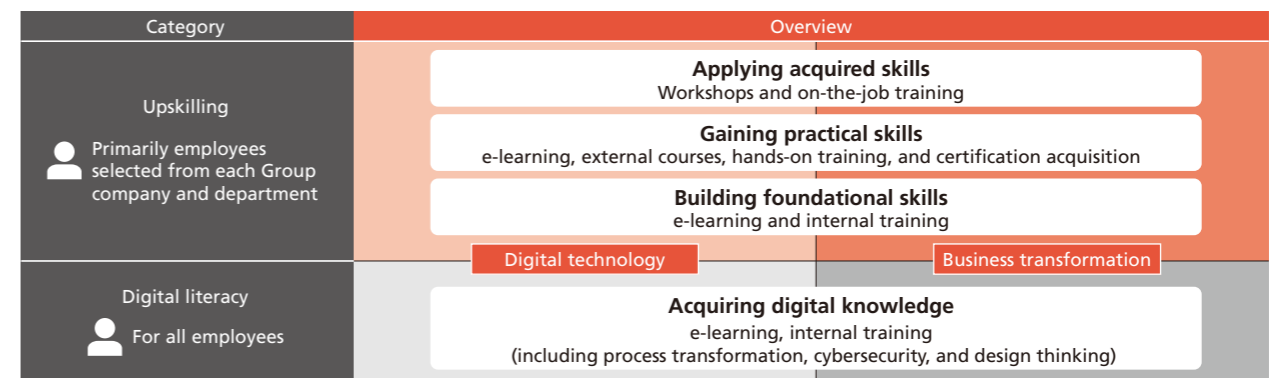 Category
Overview
Upskilling
Primarily employees
selected from each Group
company and department
Applying acquired skills
Workshops and on-the-job training
Gaining practical skills
e-learning, external courses, hands-on training, and certification acquisition
Building foundational skills
e-learning and internal training
Digital technology
Business transformation
Digital literacy
For all employees
Acquiring digital knowledge
e-learning, internal training
(including process transformation, cybersecurity, and design thinking)